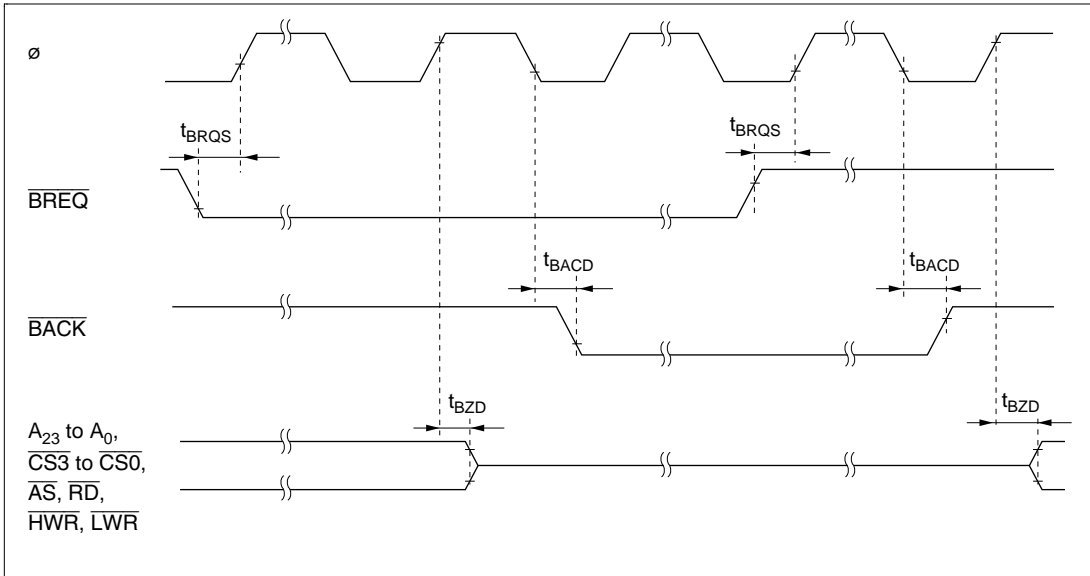 ø
tBRQS
tBRQS
BREQ
tBACD
tBACD
BACK
tBZD
tBZD
A23 to A0,
CS3 to CS0,
AS, RD,
HWR, LWR